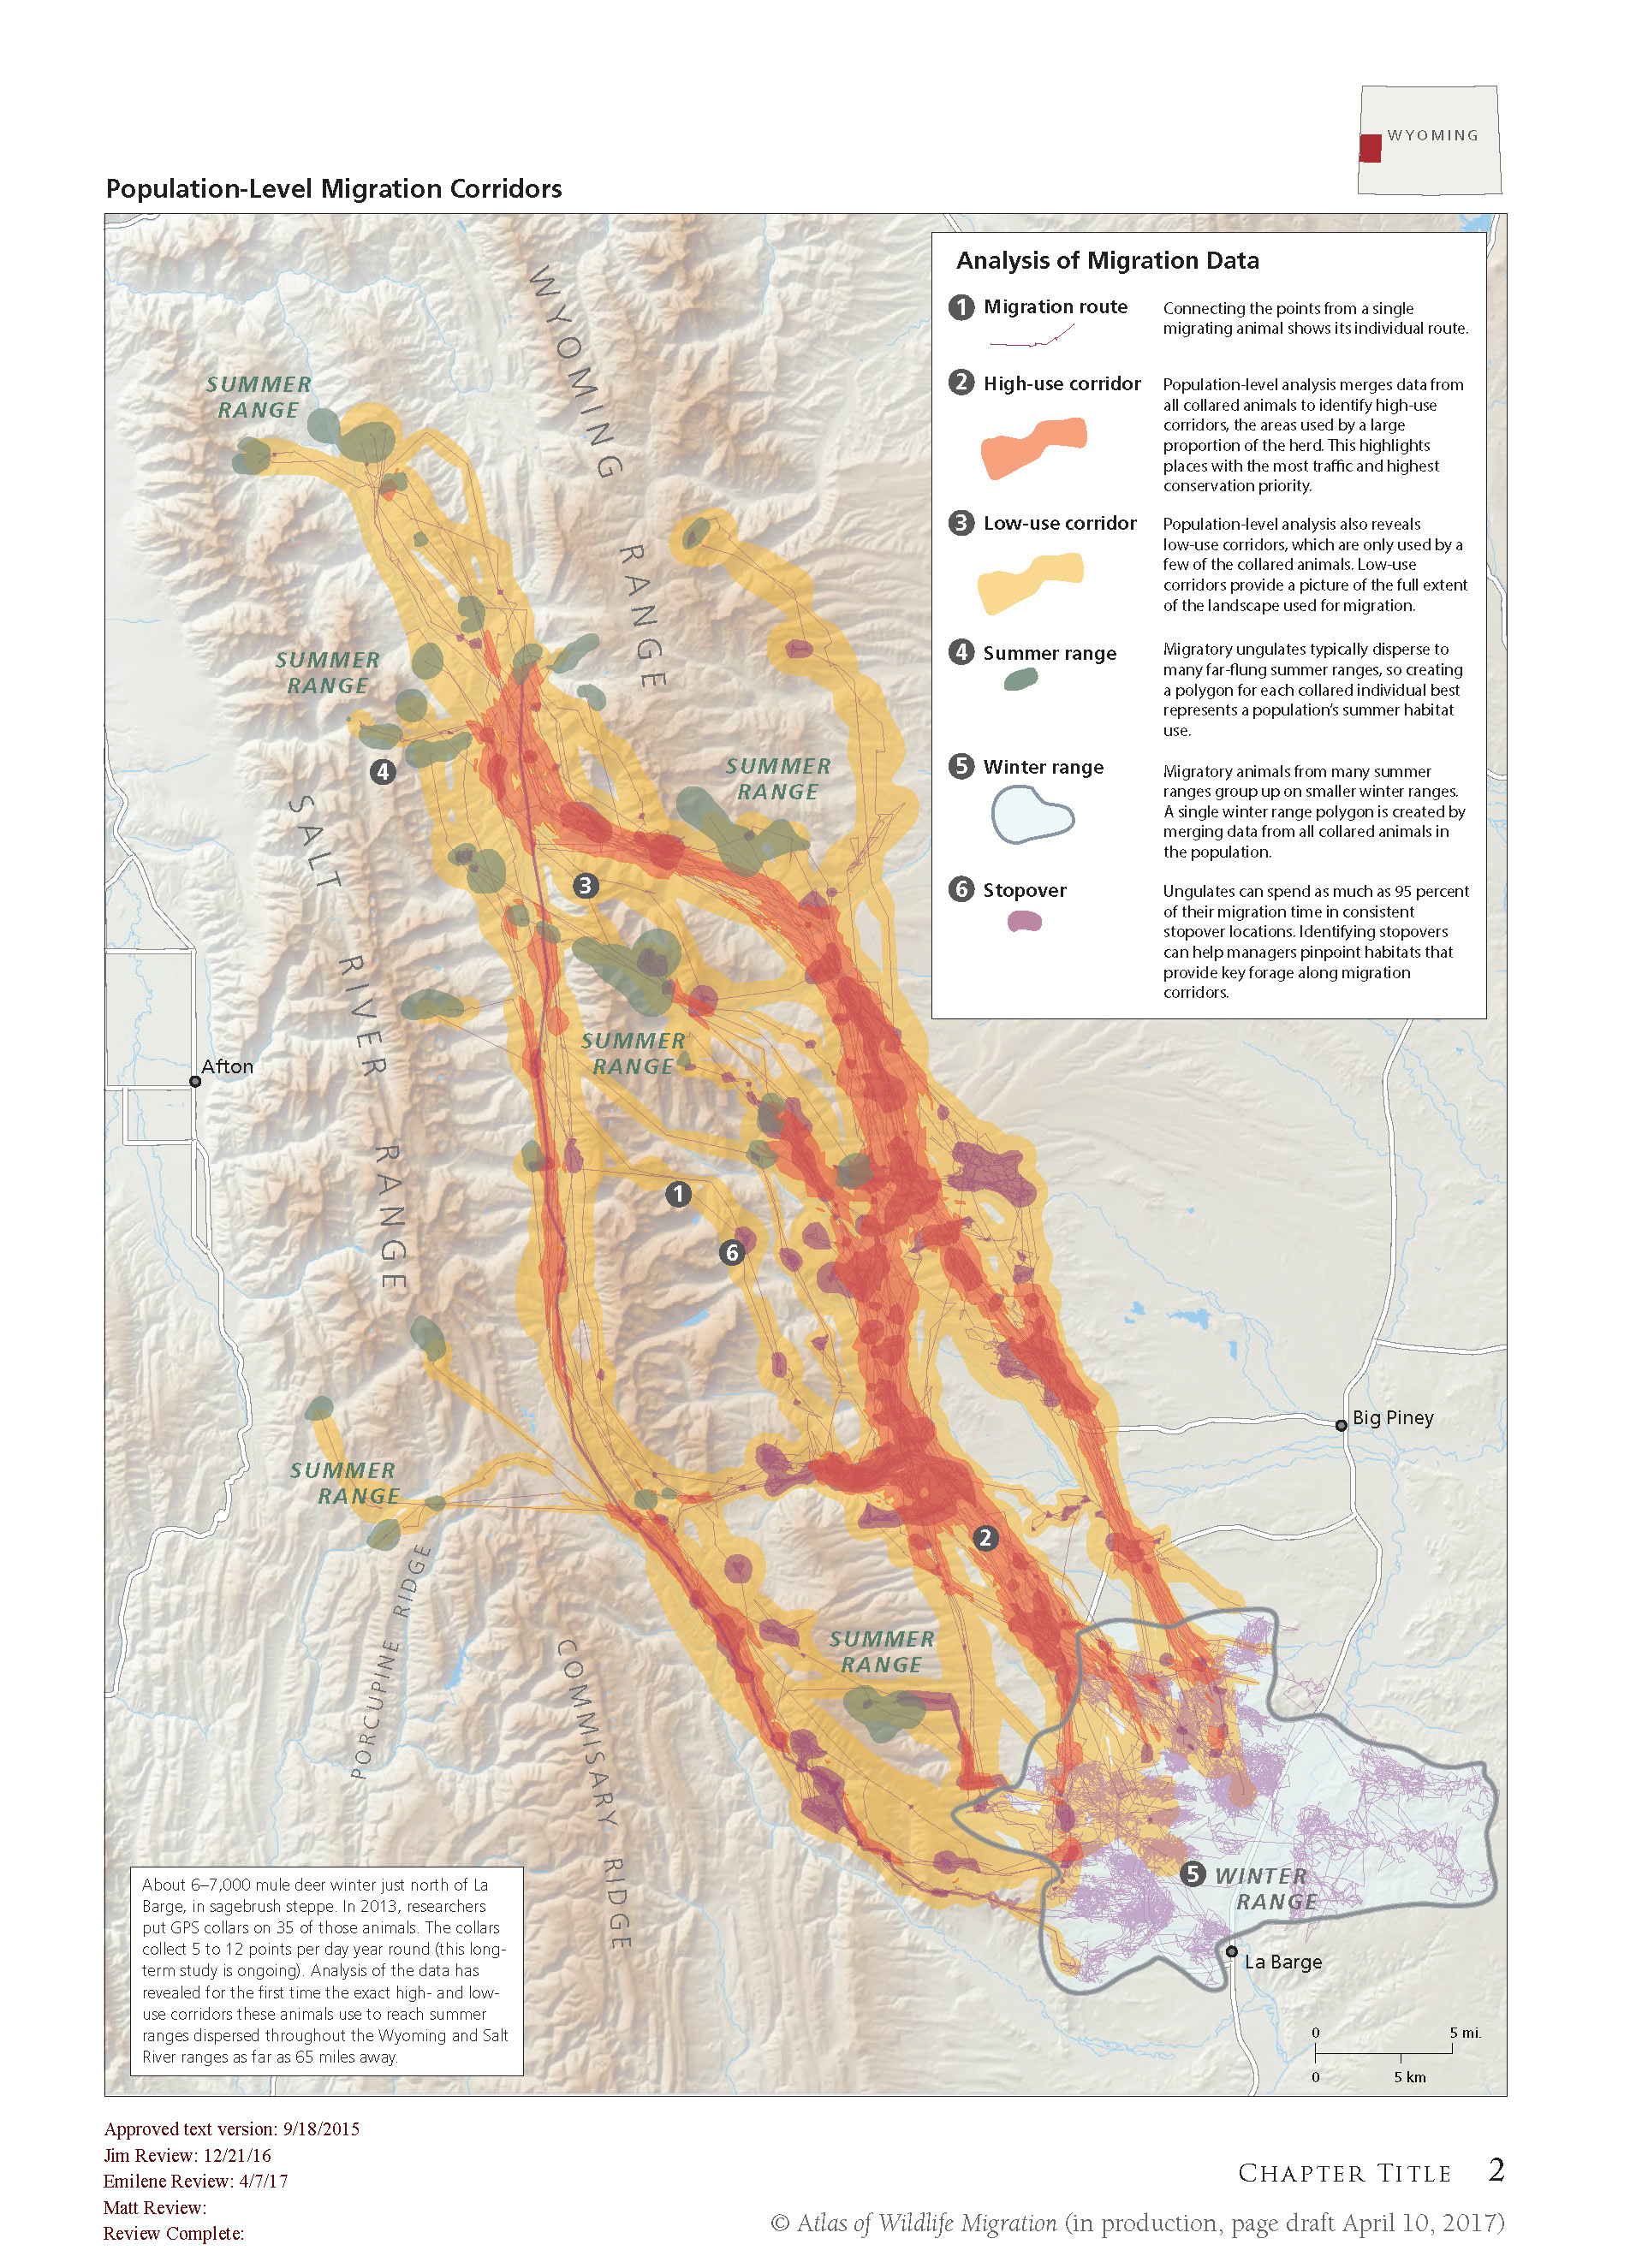 WYOMING
Population-Level Migration Corridors
Analysis of Migration Data
1 Migration route
Connecting the points from a single
migrating animal shows its individual route.
2 High-use corridor
Population-level analysis merges data from
all collared animals to identify high-use
corridors, the areas used by a large
proportion of the herd. This highlights
places with the most traffic and highest
conservation priority.
3 Low-use corridor
Population-level analysis also reveals
low-use corridors, which are only used by a
few of the collared animals. Low-use
corridors provide a picture of the full extent
of the landscape used for migration.
4 Summer range
Migratory ungulates typically disperse to
many far-flung summer ranges, so creating
a polygon for each collared individual best
represents a population's summer habitat
use.
5 Winter range
Migratory animals from many summer
ranges group up on smaller winter ranges.
A single winter range polygon is created by
merging data from all collared animals in
the population.
6 Stopover
Ungulates can spend as much as 95 percent
of their migration time in consistent
stopover locations. Identifying stopovers
can help managers pinpoint habitats that
provide key forage along migration
corridors.
WYOMING RANGE
SUMMER
RANGE
SUMMER
RANGE
4
SUMMER
RANGE
SALT RIVER RANGE
3
SUMMER
RANGE
Afton
1
6
Big Piney
SUMMER
RANGE
2
PORCUPINE RIDGE
COMMISARY RIDGE
SUMMER
RANGE
5 WINTER
RANGE
La Barge
About 6–7,000 mule deer winter just north of La
Barge, in sagebrush steppe. In 2013, researchers
put GPS collars on 35 of those animals. The collars
collect 5 to 12 points per day year round (this long-
term study is ongoing). Analysis of the data has
revealed for the first time the exact high- and low-
use corridors these animals use to reach summer
ranges dispersed throughout the Wyoming and Salt
River ranges as far as 65 miles away.
0 5 mi.
0 5 km
Approved text version: 9/18/2015
Jim Review: 12/21/16
Emilene Review: 4/7/17
Matt Review:
Review Complete:
CHAPTER TITLE 2
© Atlas of Wildlife Migration (in production, page draft April 10, 2017)